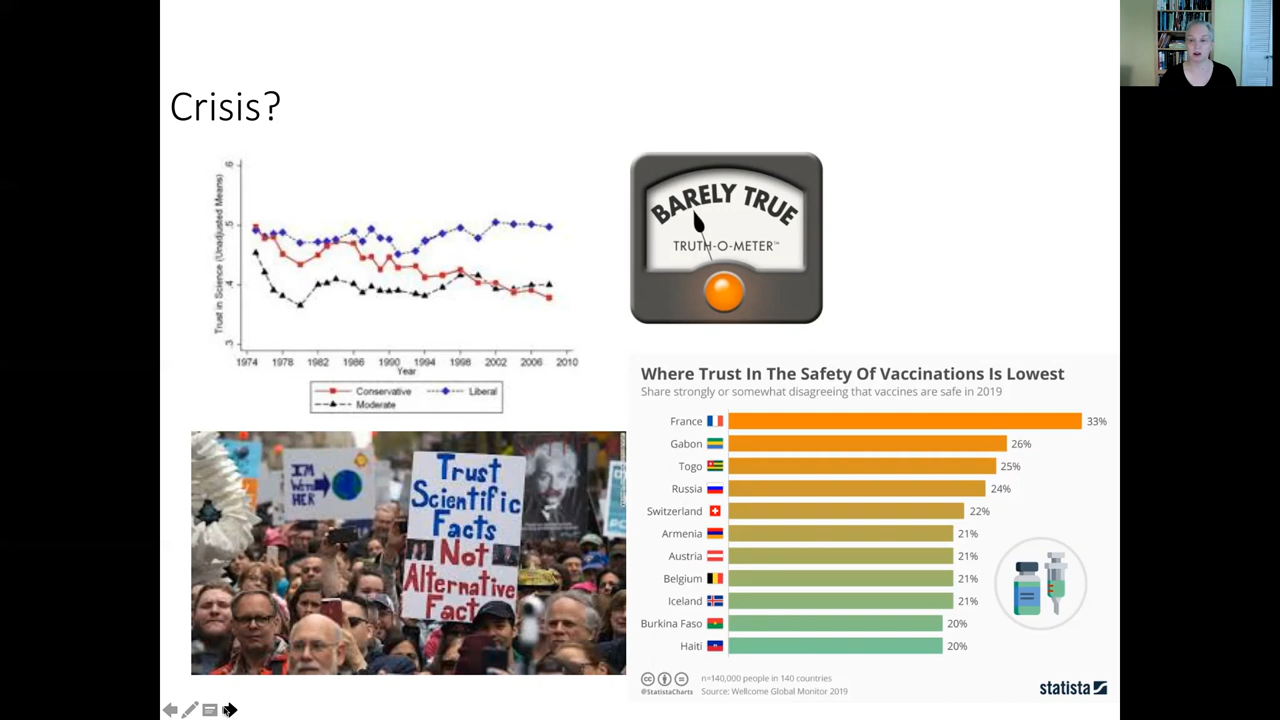 Crisis?
Trust in Science (Unadjusted Means)
.6
.5
.4
.3
1974 1978 1982 1986 1990 1994 1998 2002 2006 2010
Year
Conservative Liberal
Moderate
BARELY TRUE
TRUTH-O-METER™
I'M
WITH
HER
Trust
Scientific
Facts
Not
Alternative
Fact
Where Trust In The Safety Of Vaccinations Is Lowest
Share strongly or somewhat disagreeing that vaccines are safe in 2019
France 33%
Gabon 26%
Togo 25%
Russia 24%
Switzerland 22%
Armenia 21%
Austria 21%
Belgium 21%
Iceland 21%
Burkina Faso 20%
Haiti 20%
@StatistaCharts
n=140,000 people in 140 countries
Source: Wellcome Global Monitor 2019
statista